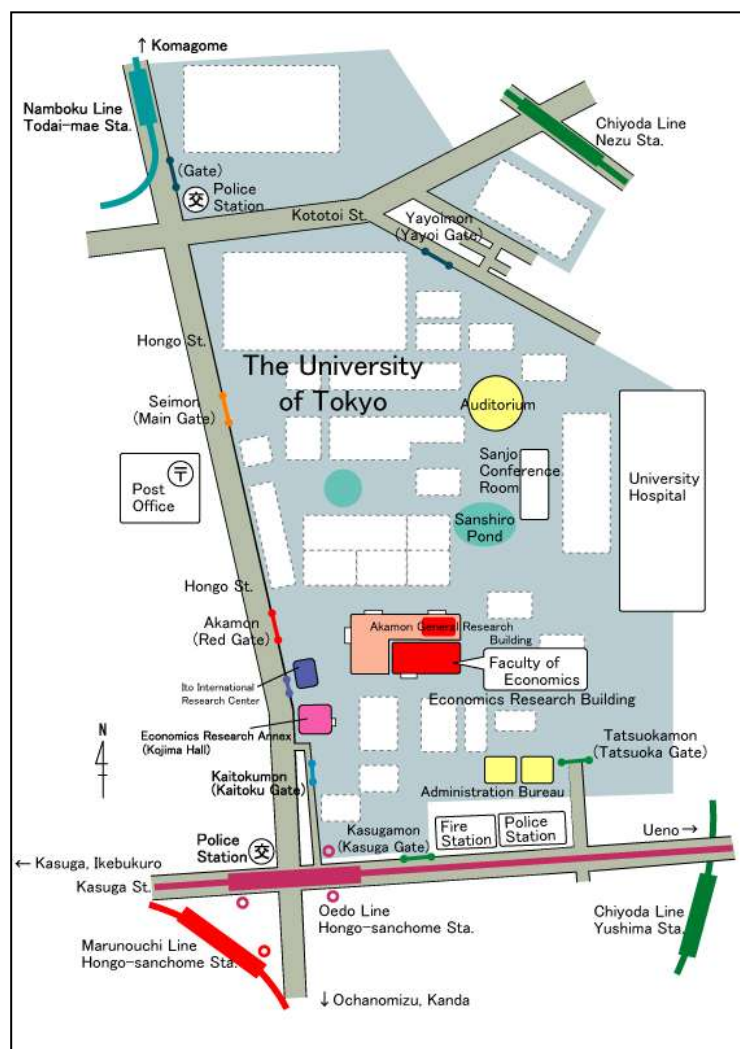 ↑ Komagome
Namboku Line
Todai-mae Sta.
Chiyoda Line
Nezu Sta.
(Gate)
交
Police
Station
Kototoi St.
Yayoimon
(Yayoi Gate)
Hongo St.
The University
of Tokyo
Seimon
(Main Gate)
Auditorium
Sanjo
Conference
Room
University
Hospital
〒
Post
Office
Sanshiro
Pond
Hongo St.
Akamon
(Red Gate)
Akamon General Research
Building
Faculty of
Economics
Ito International
Research Center
Economics Research Building
Economics Research Annex
(Kojima Hall)
N
4
Tatsuokamon
(Tatsuoka Gate)
Kaitokumon
(Kaitoku Gate)
Administration Bureau
Police
Station
交
Kasugamon
(Kasuga Gate)
Fire
Station
Police
Station
Ueno→
← Kasuga, Ikebukuro
Kasuga St.
Oedo Line
Hongo-sanchome Sta.
Chiyoda Line
Yushima Sta.
Marunouchi Line
Hongo-sanchome Sta.
↓ Ochanomizu, Kanda